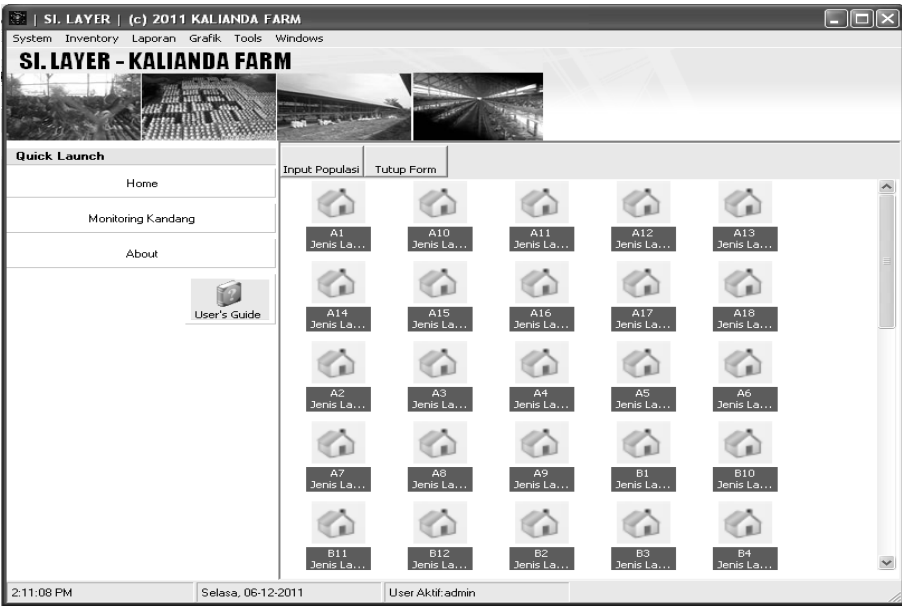 SI. LAYER | (c) 2011 KALIANDA FARM
System Inventory Laporan Grafik Tools Windows
SI. LAYER - KALIANDA FARM
Quick Launch
Home
Monitoring Kandang
About
User's Guide
Input Populasi Tutup Form
A1 A10 A11 A12 A13
Jenis La... Jenis La... Jenis La... Jenis La... Jenis La...
A14 A15 A16 A17 A18
Jenis La... Jenis La... Jenis La... Jenis La... Jenis La...
A2 A3 A4 A5 A6
Jenis La... Jenis La... Jenis La... Jenis La... Jenis La...
A7 A8 A9 B1 B10
Jenis La... Jenis La... Jenis La... Jenis La... Jenis La...
B11 B12 B2 B3 B4
Jenis La... Jenis La... Jenis La... Jenis La... Jenis La...
2:11:08 PM Selasa, 06-12-2011 User Aktif:admin